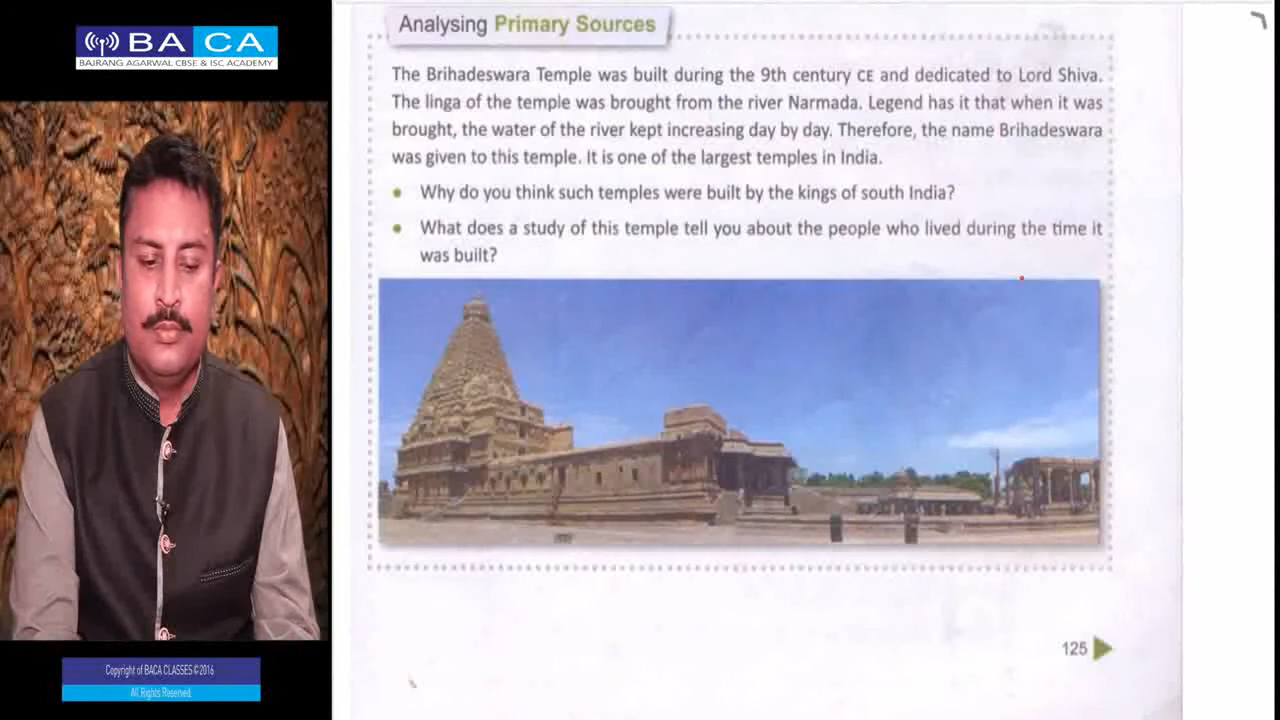 BACA
BAJRANG AGARWAL CBSE & ISC ACADEMY
Analysing Primary Sources
The Brihadeswara Temple was built during the 9th century CE and dedicated to Lord Shiva.
The linga of the temple was brought from the river Narmada. Legend has it that when it was
brought, the water of the river kept increasing day by day. Therefore, the name Brihadeswara
was given to this temple. It is one of the largest temples in India.
• Why do you think such temples were built by the kings of south India?
• What does a study of this temple tell you about the people who lived during the time it
was built?
125
Copyright of BACA CLASSES ©2016
All Rights Reserved.